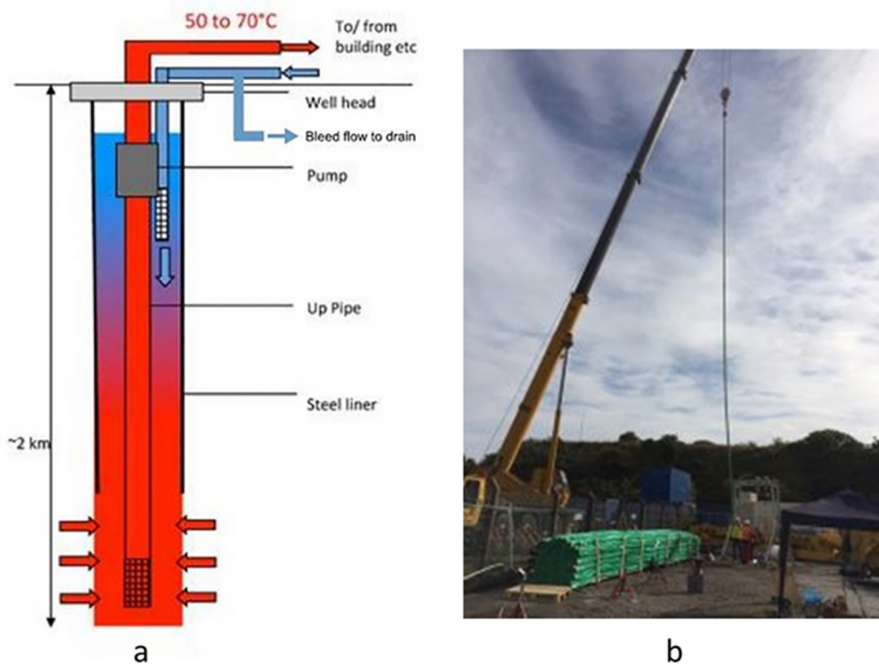 50 to 70°C
To/ from
building etc
Well head
Bleed flow to drain
Pump
Up Pipe
Steel liner
~2 km
a
b